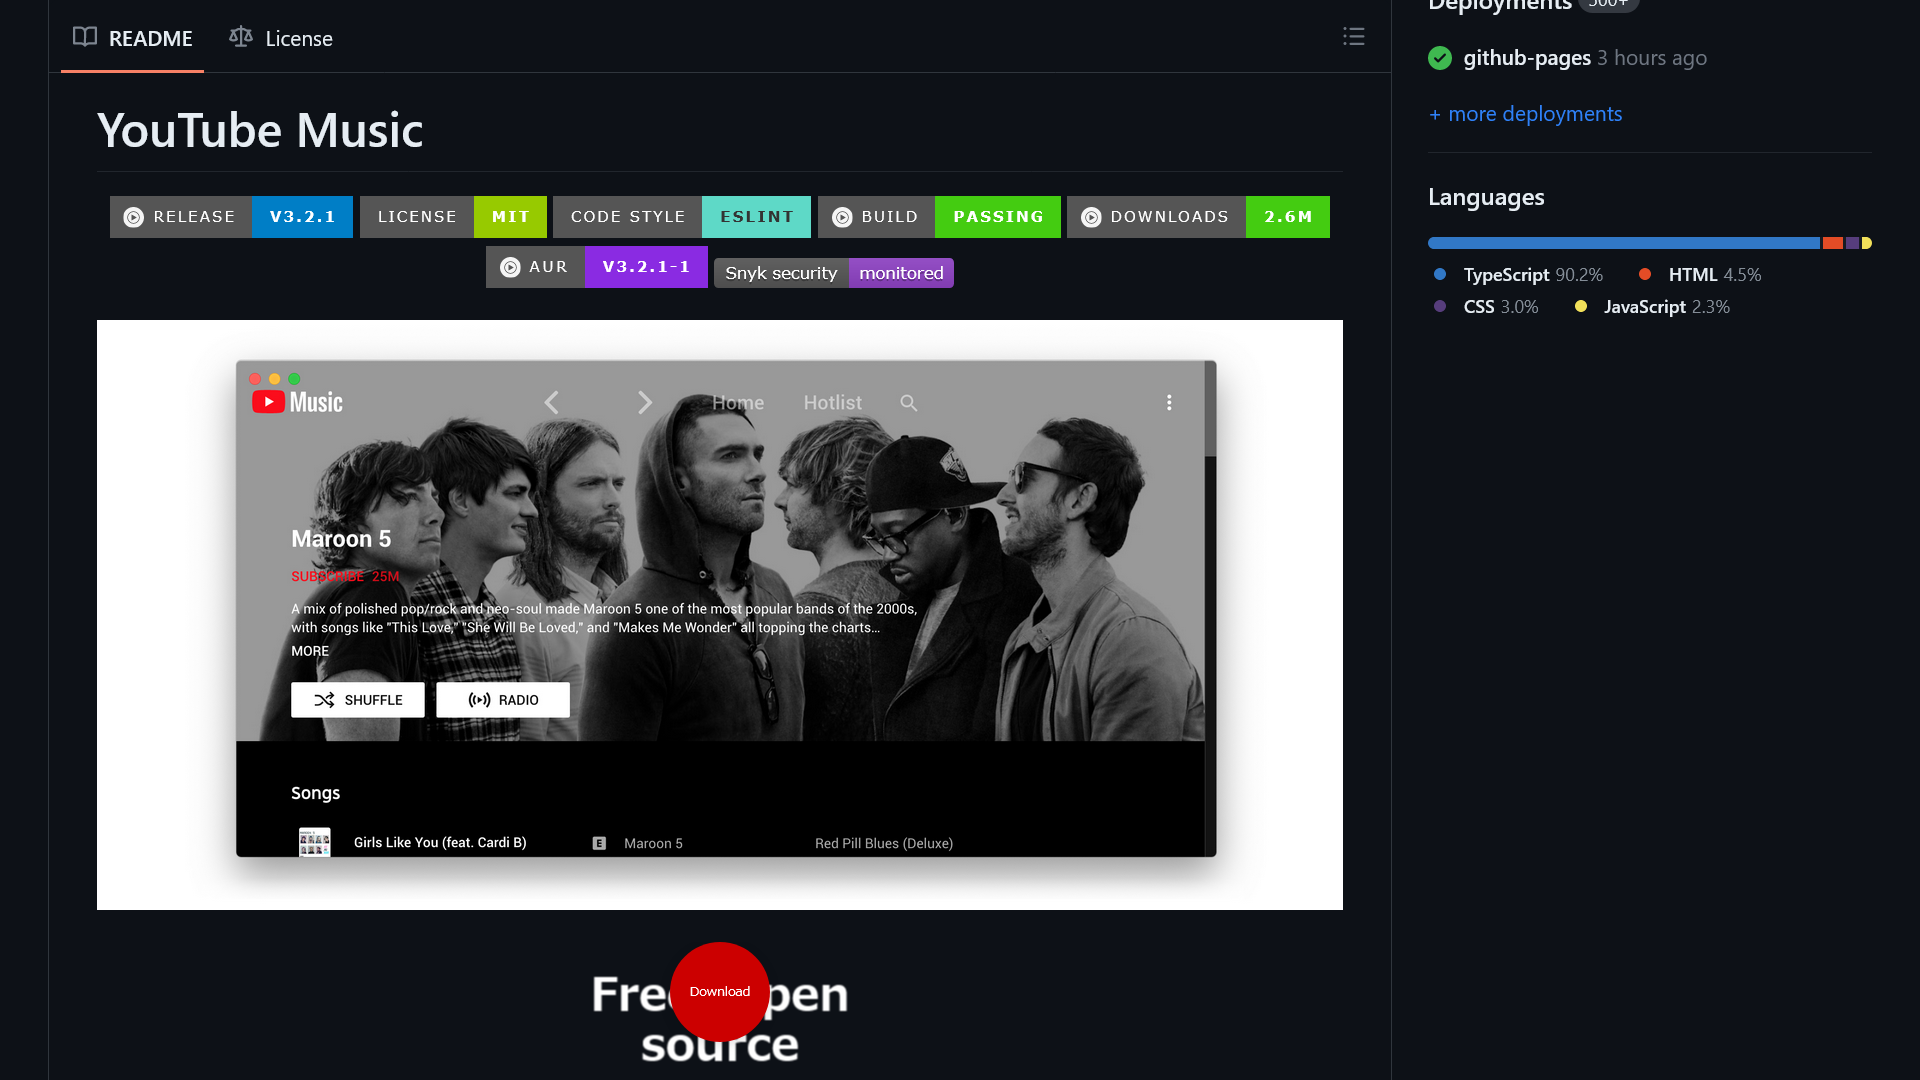 README License
YouTube Music
RELEASE V3.2.1 LICENSE MIT CODE STYLE ESLINT BUILD PASSING DOWNLOADS 2.6M
AUR V3.2.1-1 Snyk security monitored
Music Home Hotlist
Maroon 5
SUBSCRIBE 25M
A mix of polished pop/rock and neo-soul made Maroon 5 one of the most popular bands of the 2000s,
with songs like "This Love," "She Will Be Loved," and "Makes Me Wonder" all topping the charts...
MORE
SHUFFLE RADIO
Songs
Girls Like You (feat. Cardi B) E Maroon 5 Red Pill Blues (Deluxe)
Download
source
Deployments 500+
github-pages 3 hours ago
+ more deployments
Languages
TypeScript 90.2% HTML 4.5%
CSS 3.0% JavaScript 2.3%